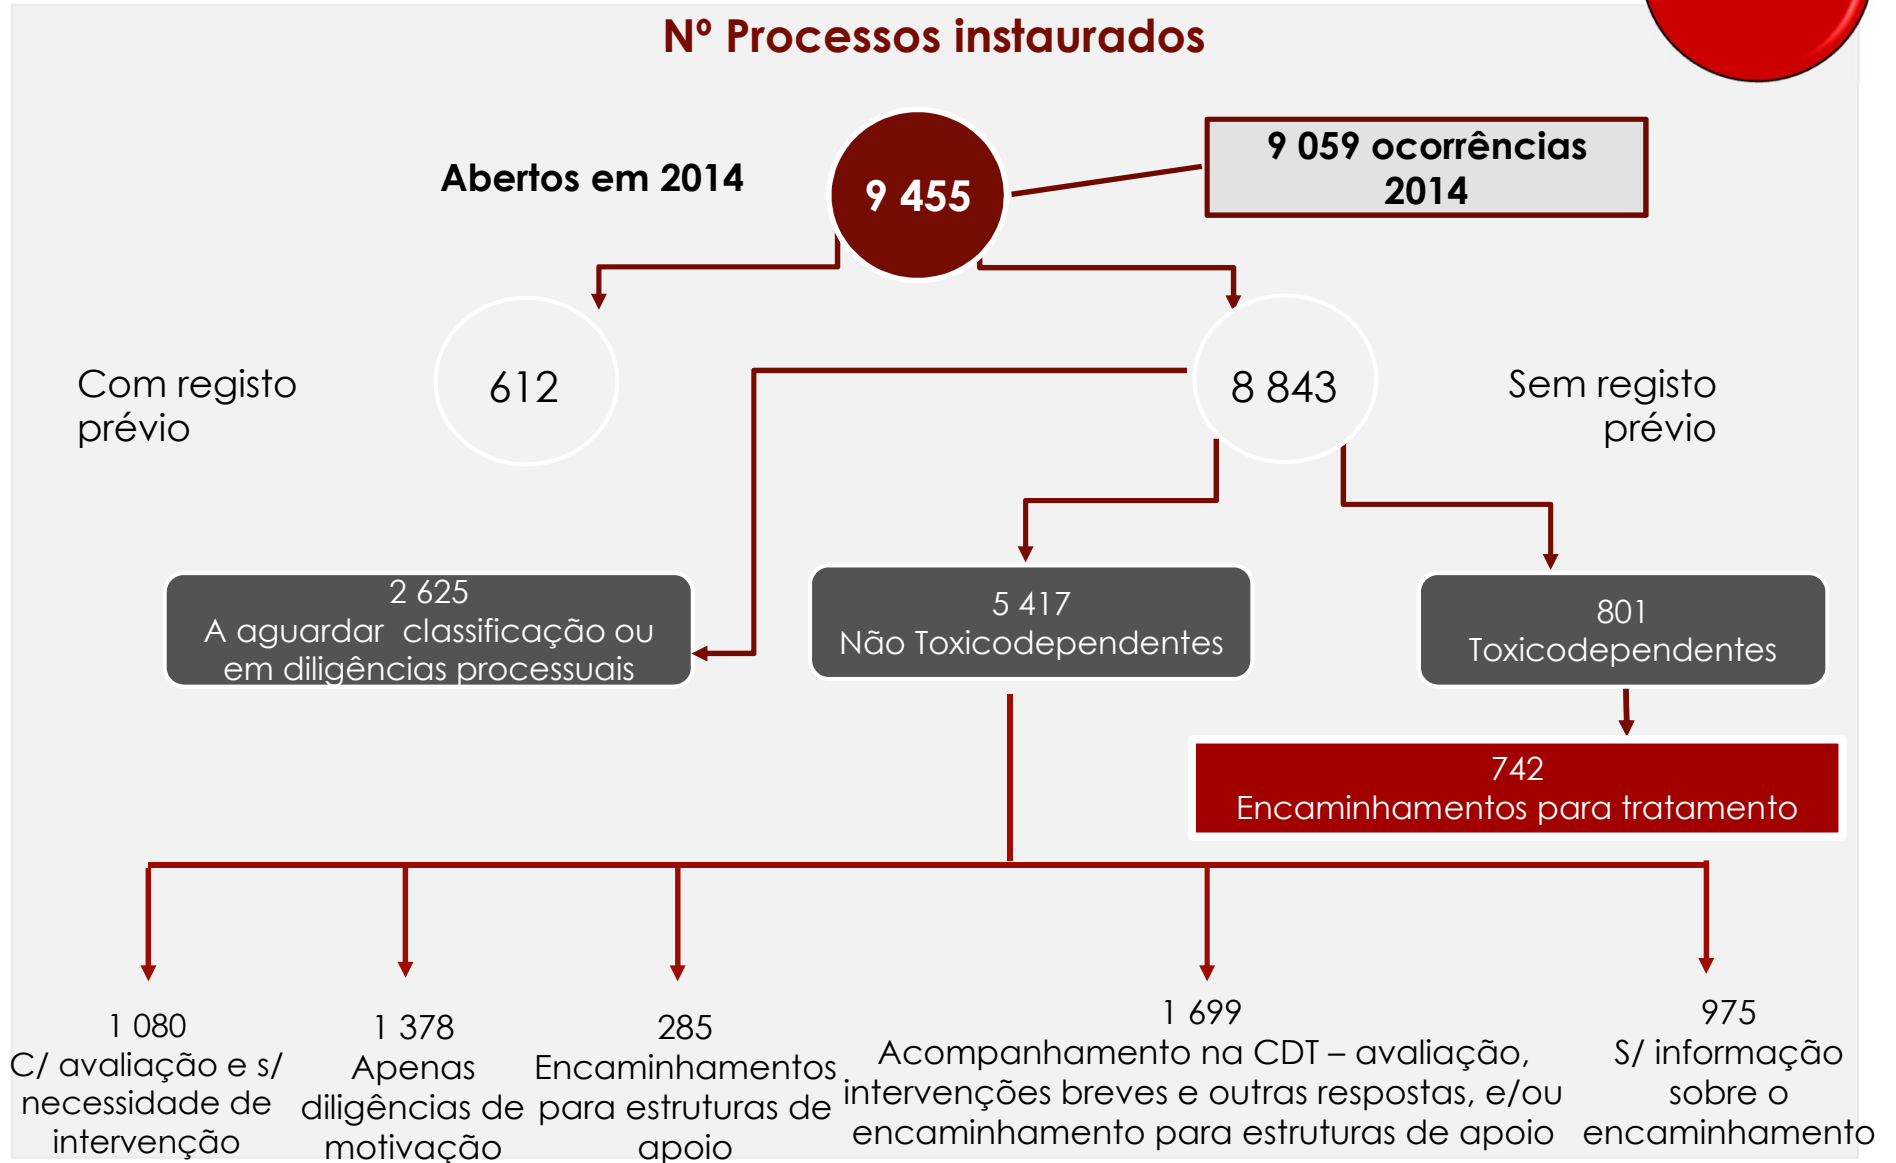 Nº Processos instaurados
Abertos em 2014
9 455
9 059 ocorrências
2014
Com registo
prévio
612
8 843
Sem registo
prévio
2 625
A aguardar classificação ou
em diligências processuais
5 417
Não Toxicodependentes
801
Toxicodependentes
742
Encaminhamentos para tratamento
1 080
C/ avaliação e s/
necessidade de
intervenção
1 378
Apenas
diligências de
motivação
285
Encaminhamentos
para estruturas de
apoio
1 699
Acompanhamento na CDT – avaliação,
intervenções breves e outras respostas, e/ou
encaminhamento para estruturas de apoio
975
S/ informação
sobre o
encaminhamento